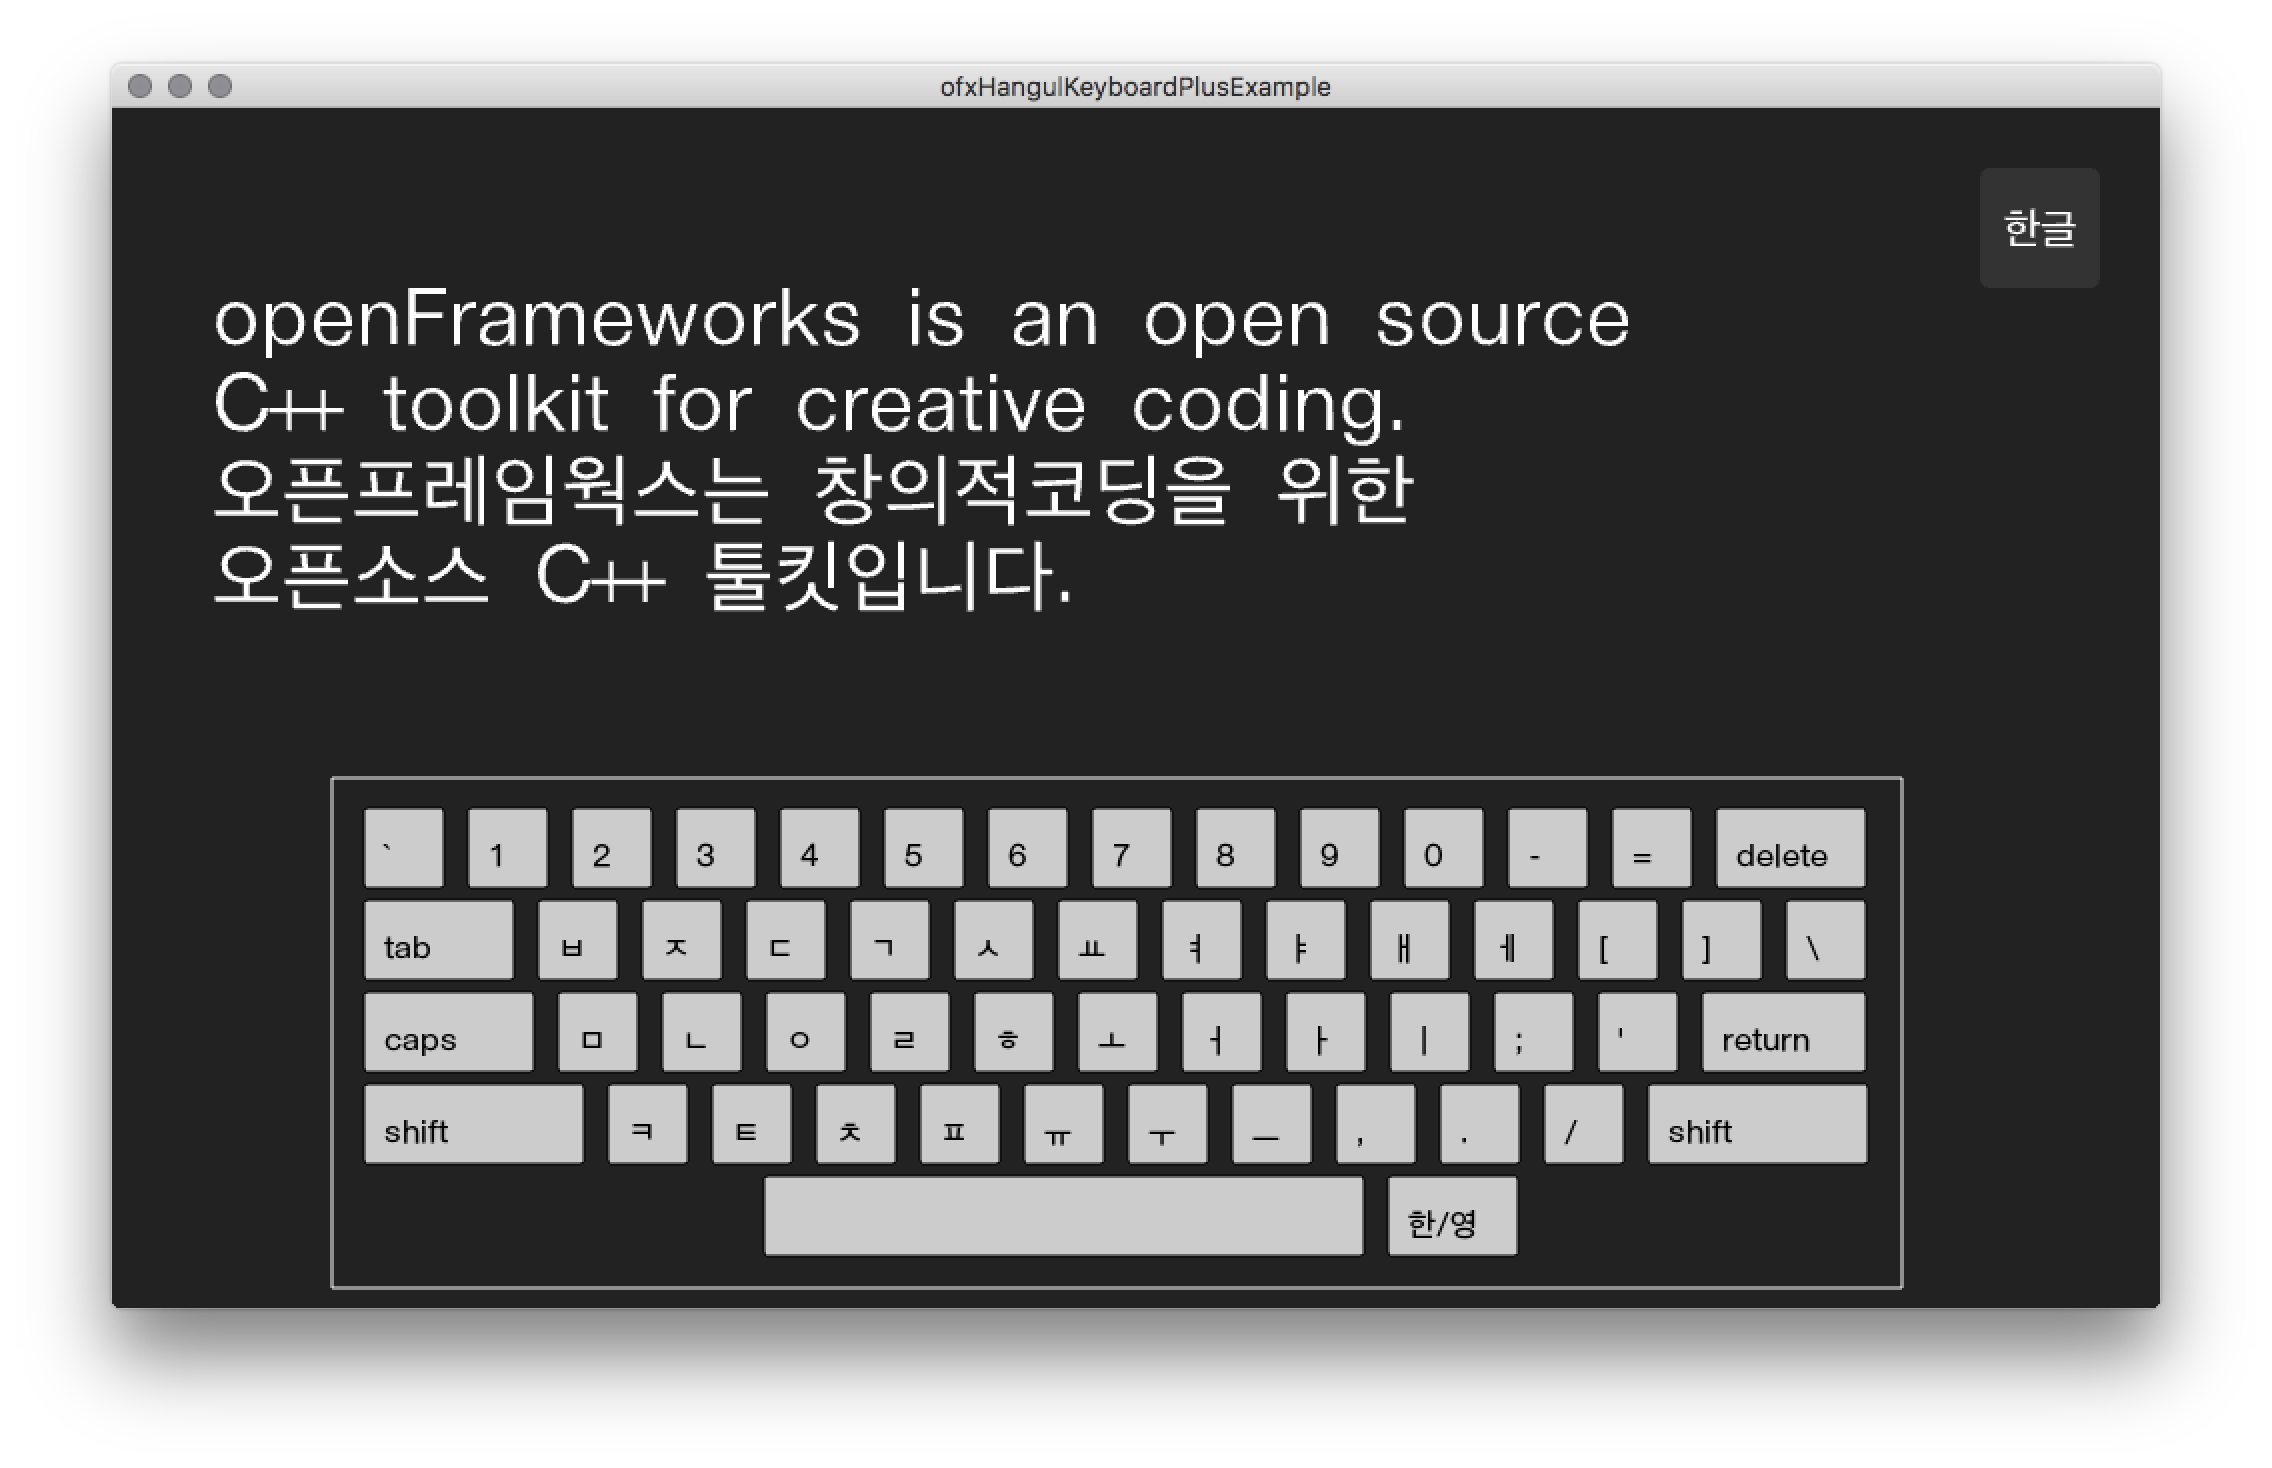 ofxHangulKeyboardPlusExample
한글
openFrameworks is an open source
C++ toolkit for creative coding.
오픈프레임웍스는 창의적코딩을 위한
오픈소스 C++ 툴킷입니다.
` 1 2 3 4 5 6 7 8 9 0 - = delete
tab ㅂ ㅈ ㄷ ㄱ ㅅ ㅛ ㅕ ㅑ ㅐ ㅔ [ ] \
caps ㅁ ㄴ ㅇ ㄹ ㅎ ㅗ ㅓ ㅏ ㅣ ; ' return
shift ㅋ ㅌ ㅊ ㅍ ㅠ ㅜ ㅡ , . / shift
한/영